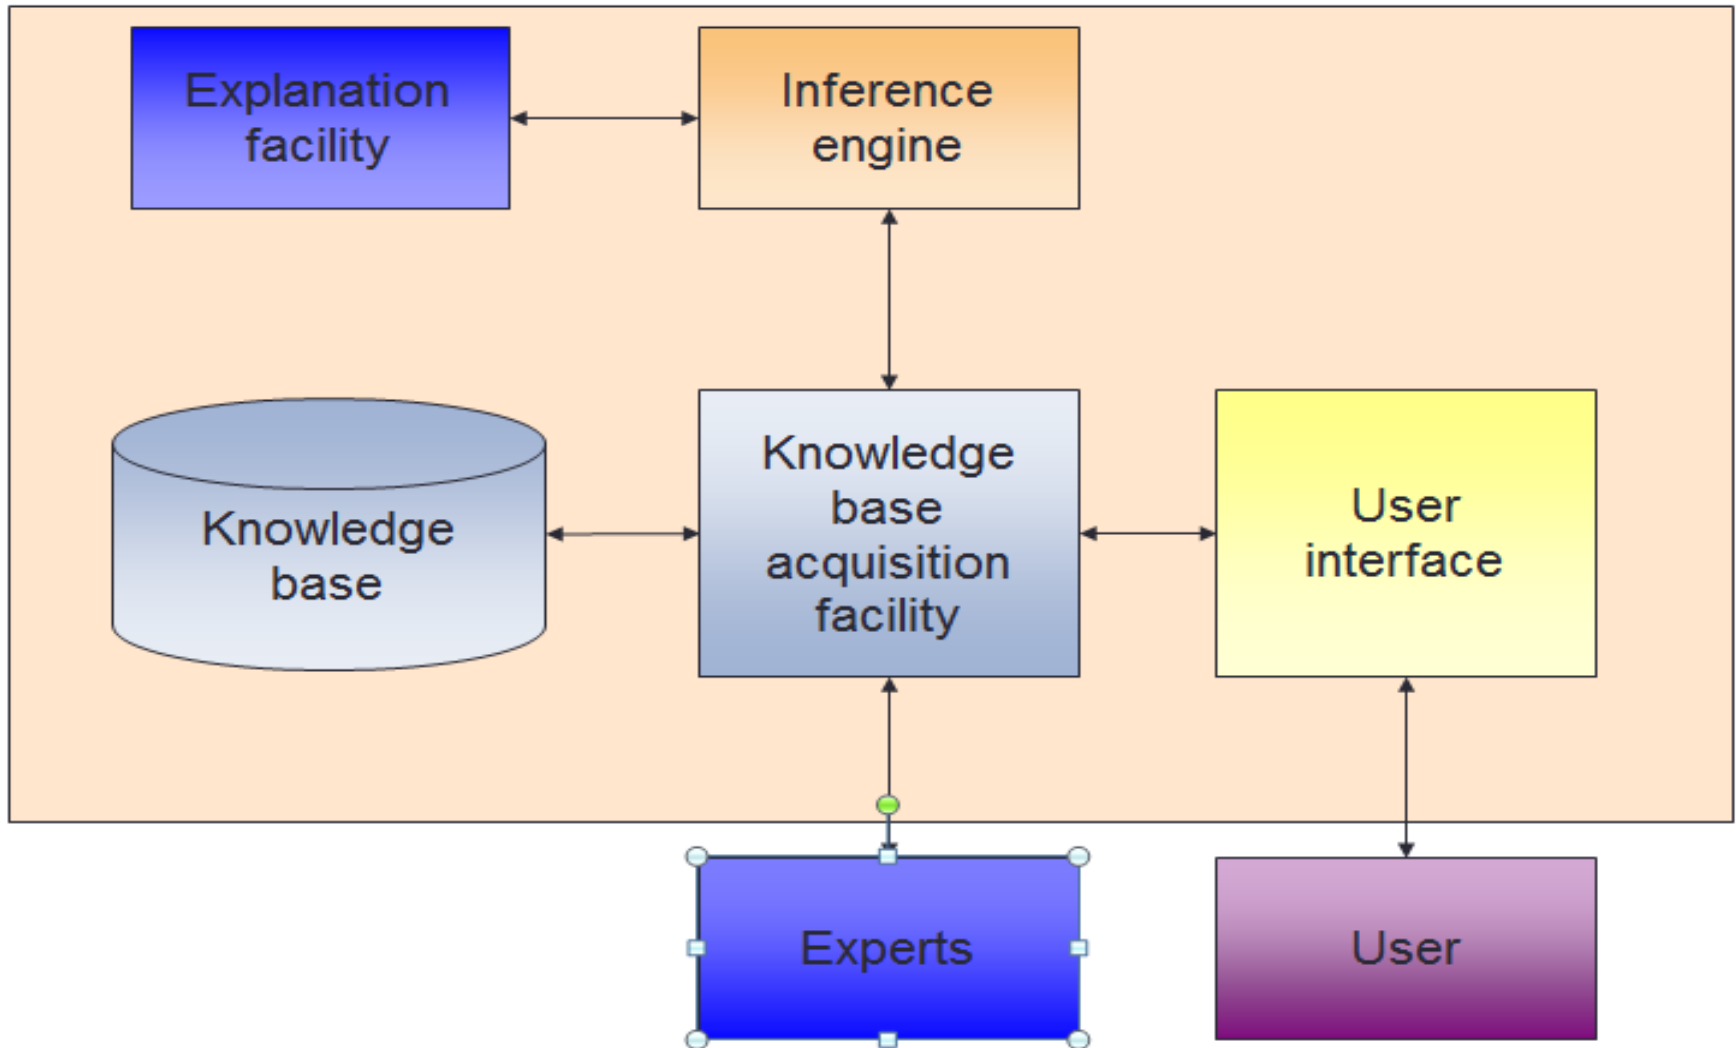 Explanation
facility
Inference
engine
Knowledge
base
Knowledge
base
acquisition
facility
User
interface
Experts
User